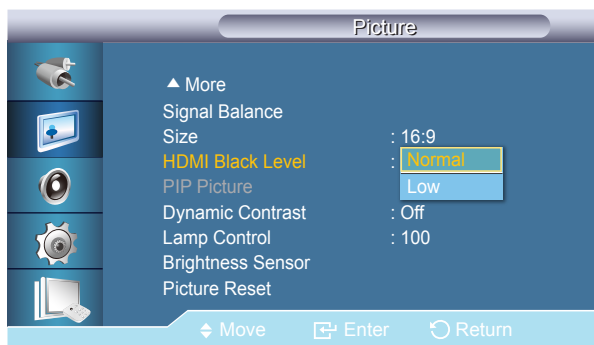 Picture
▲ More
Signal Balance
Size : 16:9
HDMI Black Level : Normal
Low
PIP Picture
Dynamic Contrast : Off
Lamp Control : 100
Brightness Sensor
Picture Reset
Move Enter Return